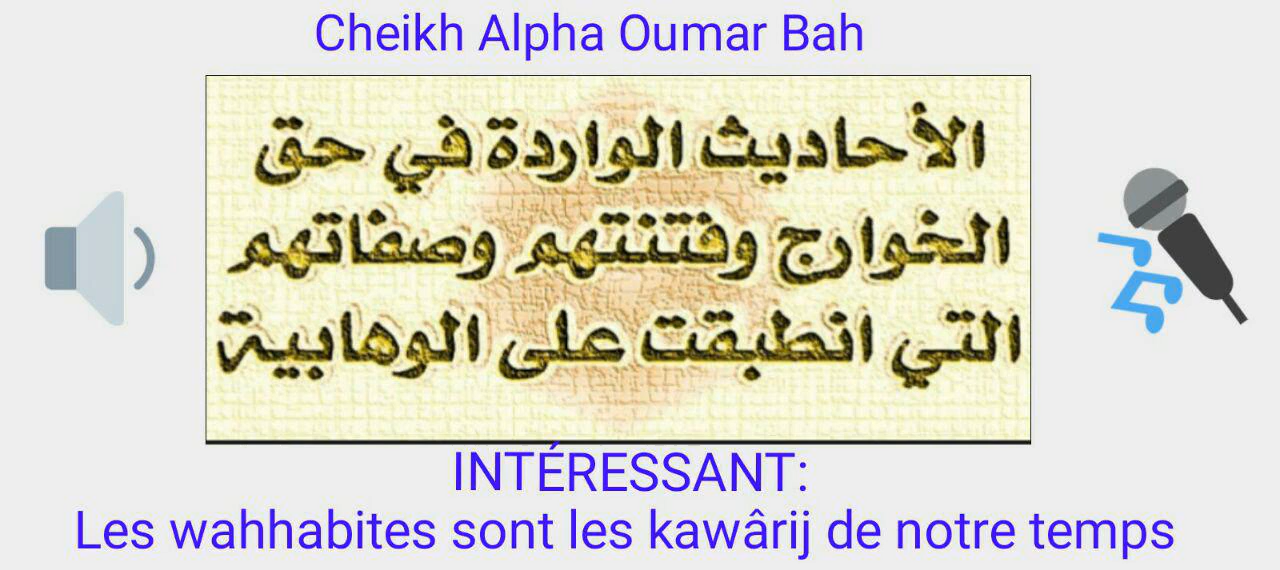 Cheikh Alpha Oumar Bah
الأحاديث الواردة في حق
الخوارج وفتنتهم وصفاتهم
التي انطبقت على الوهابية
INTÉRESSANT:
Les wahhabites sont les kawârij de notre temps